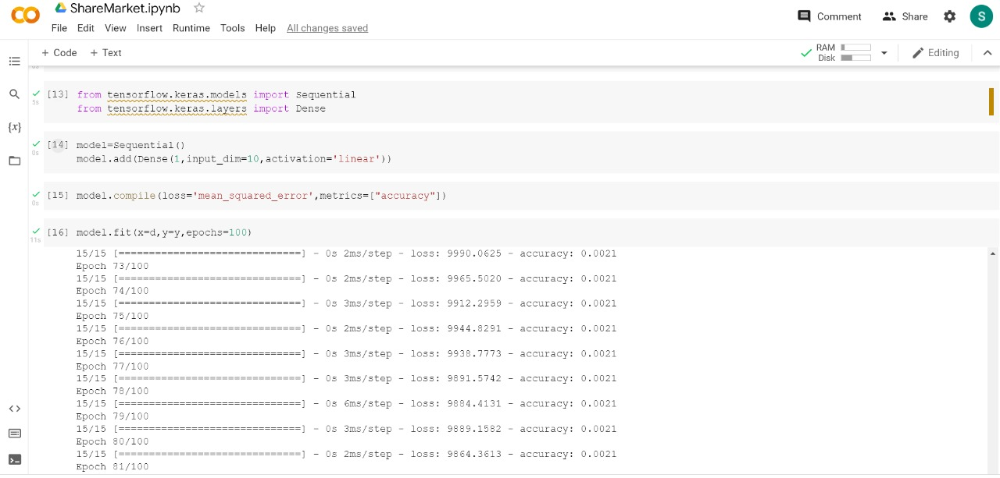 ShareMarket.ipynb
Comment
Share
S
File Edit View Insert Runtime Tools Help All changes saved
+ Code + Text
RAM
Disk
Editing
0s
[13] from tensorflow.keras.models import Sequential
5s
from tensorflow.keras.layers import Dense
{x}
[14] model=Sequential()
0s
model.add(Dense(1,input_dim=10,activation='linear'))
[15] model.compile(loss='mean_squared_error',metrics=["accuracy"])
0s
[16] model.fit(x=d,y=y,epochs=100)
11s
15/15 [==============================] - 0s 2ms/step - loss: 9990.0625 - accuracy: 0.0021
Epoch 73/100
15/15 [==============================] - 0s 2ms/step - loss: 9965.5020 - accuracy: 0.0021
Epoch 74/100
15/15 [==============================] - 0s 3ms/step - loss: 9912.2959 - accuracy: 0.0021
Epoch 75/100
15/15 [==============================] - 0s 2ms/step - loss: 9944.8291 - accuracy: 0.0021
Epoch 76/100
15/15 [==============================] - 0s 3ms/step - loss: 9938.7773 - accuracy: 0.0021
Epoch 77/100
15/15 [==============================] - 0s 3ms/step - loss: 9891.5742 - accuracy: 0.0021
Epoch 78/100
15/15 [==============================] - 0s 6ms/step - loss: 9884.4131 - accuracy: 0.0021
Epoch 79/100
15/15 [==============================] - 0s 3ms/step - loss: 9889.1582 - accuracy: 0.0021
Epoch 80/100
15/15 [==============================] - 0s 2ms/step - loss: 9864.3613 - accuracy: 0.0021
Epoch 81/100